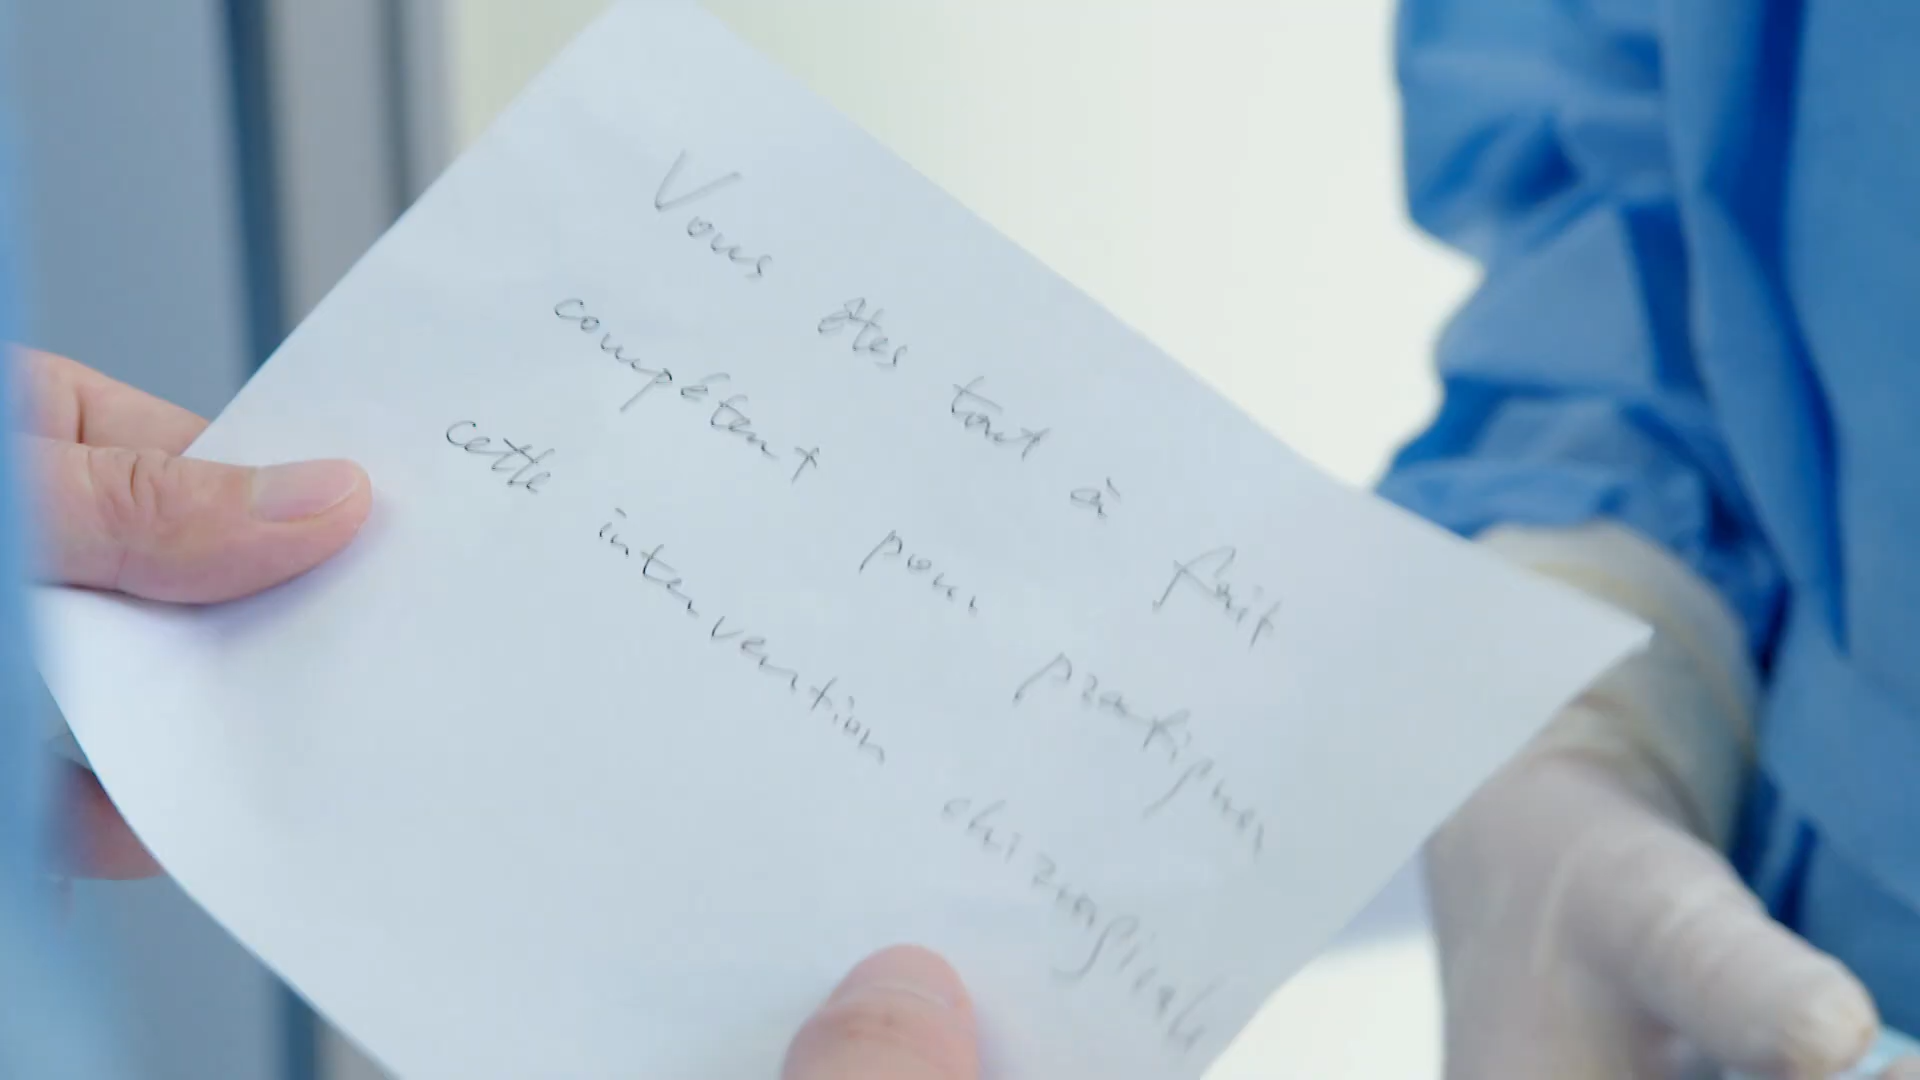 Vous êtes tout à fait
compétent pour pratiquer
cette intervention chirurgicale